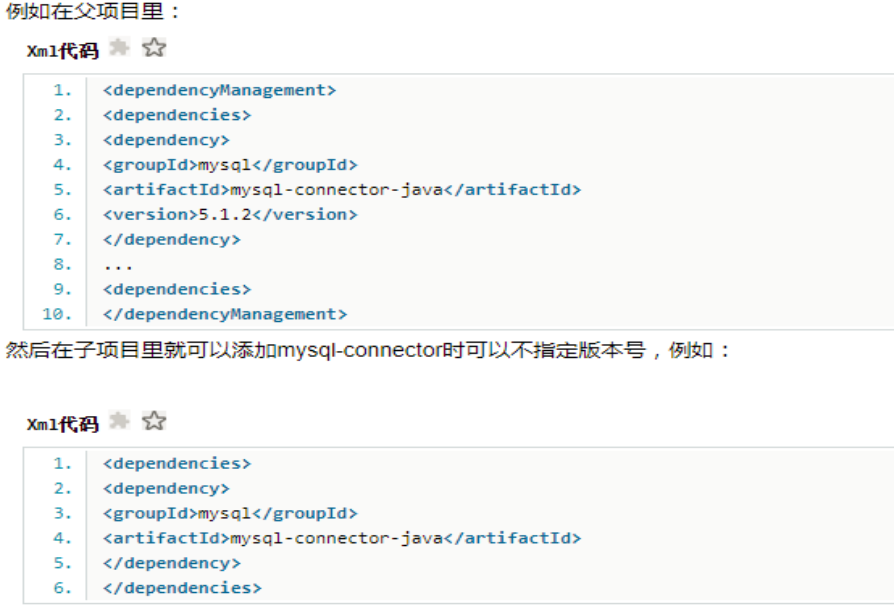 例如在父项目里：
Xml代码
1. <dependencyManagement>
2. <dependencies>
3. <dependency>
4. <groupId>mysql</groupId>
5. <artifactId>mysql-connector-java</artifactId>
6. <version>5.1.2</version>
7. </dependency>
8. ...
9. <dependencies>
10. </dependencyManagement>
然后在子项目里就可以添加mysql-connector时可以不指定版本号，例如：
Xml代码
1. <dependencies>
2. <dependency>
3. <groupId>mysql</groupId>
4. <artifactId>mysql-connector-java</artifactId>
5. </dependency>
6. </dependencies>